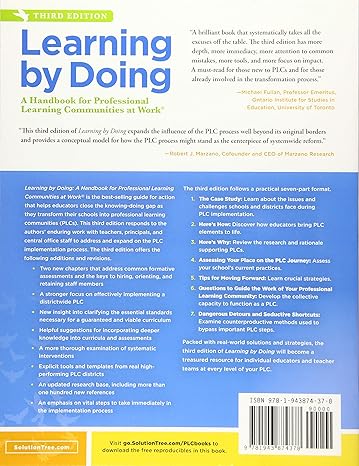 THIRD EDITION
Learning
by Doing
A Handbook for Professional
Learning Communities at Work®
"A brilliant book that systematically takes all the
excuses off the table. The third edition has more
depth, more immediacy, more attention to common
mistakes, more tools, and more focus on impact.
A must-read for those new to PLCs and for those
already involved in the transformation process."
—Michael Fullan, Professor Emeritus,
Ontario Institute for Studies in
Education, University of Toronto
"This third edition of Learning by Doing expands the influence of the PLC process well beyond its original borders
and provides a conceptual model for how the PLC process might stand as the centerpiece of systemwide reform."
—Robert J. Marzano, Cofounder and CEO of Marzano Research
Learning by Doing: A Handbook for Professional Learning
Communities at Work® is the best-selling guide for action
that helps educators close the knowing-doing gap as
they transform their schools into professional learning
communities (PLCs). This third edition responds to the
authors' enduring work with teachers, principals, and
central office staff to address and expand on the PLC
implementation process. The third edition offers the
following additions and revisions.
• Two new chapters that address common formative
assessments and the keys to hiring, orienting, and
retaining staff members
• A stronger focus on effectively implementing a
districtwide PLC
• New insight into clarifying the essential standards
necessary for a guaranteed and viable curriculum
• Helpful suggestions for incorporating deeper
knowledge into curricula and assessments
• A more thorough examination of systematic
interventions
• Explicit tools and templates from real high-
performing PLC districts
• An updated research base, including more than
one hundred new references
• An emphasis on vital steps to take immediately in
the implementation process
The third edition follows a practical seven-part format.
1. The Case Study! Learn about the issues and
challenges schools and districts face during
PLC implementation.
2. Here's How: Discover how educators bring PLC
elements to life.
3. Here's Why: Review the research and rationale
supporting PLCs.
4. Assessing Your Place on the PLC Journey: Assess
your school's current practices.
5. Tips for Moving Forward: Learn crucial strategies.
6. Questions to Guide the Work of Your Professional
Learning Community: Develop the collective
capacity to function as a PLC.
7. Dangerous Detours and Seductive Shortcuts:
Examine counterproductive methods used to
bypass important PLC steps.
Packed with real-world solutions and strategies, the third
edition of Learning by Doing will become a
treasured resource for individual educators and teacher
teams at every level of your PLC.
ISBN 978-1-943874-37-8
90000
9 781943 874378
SolutionTree.com
Visit go.SolutionTree.com/PLCbooks to
download the free reproducibles in this book.